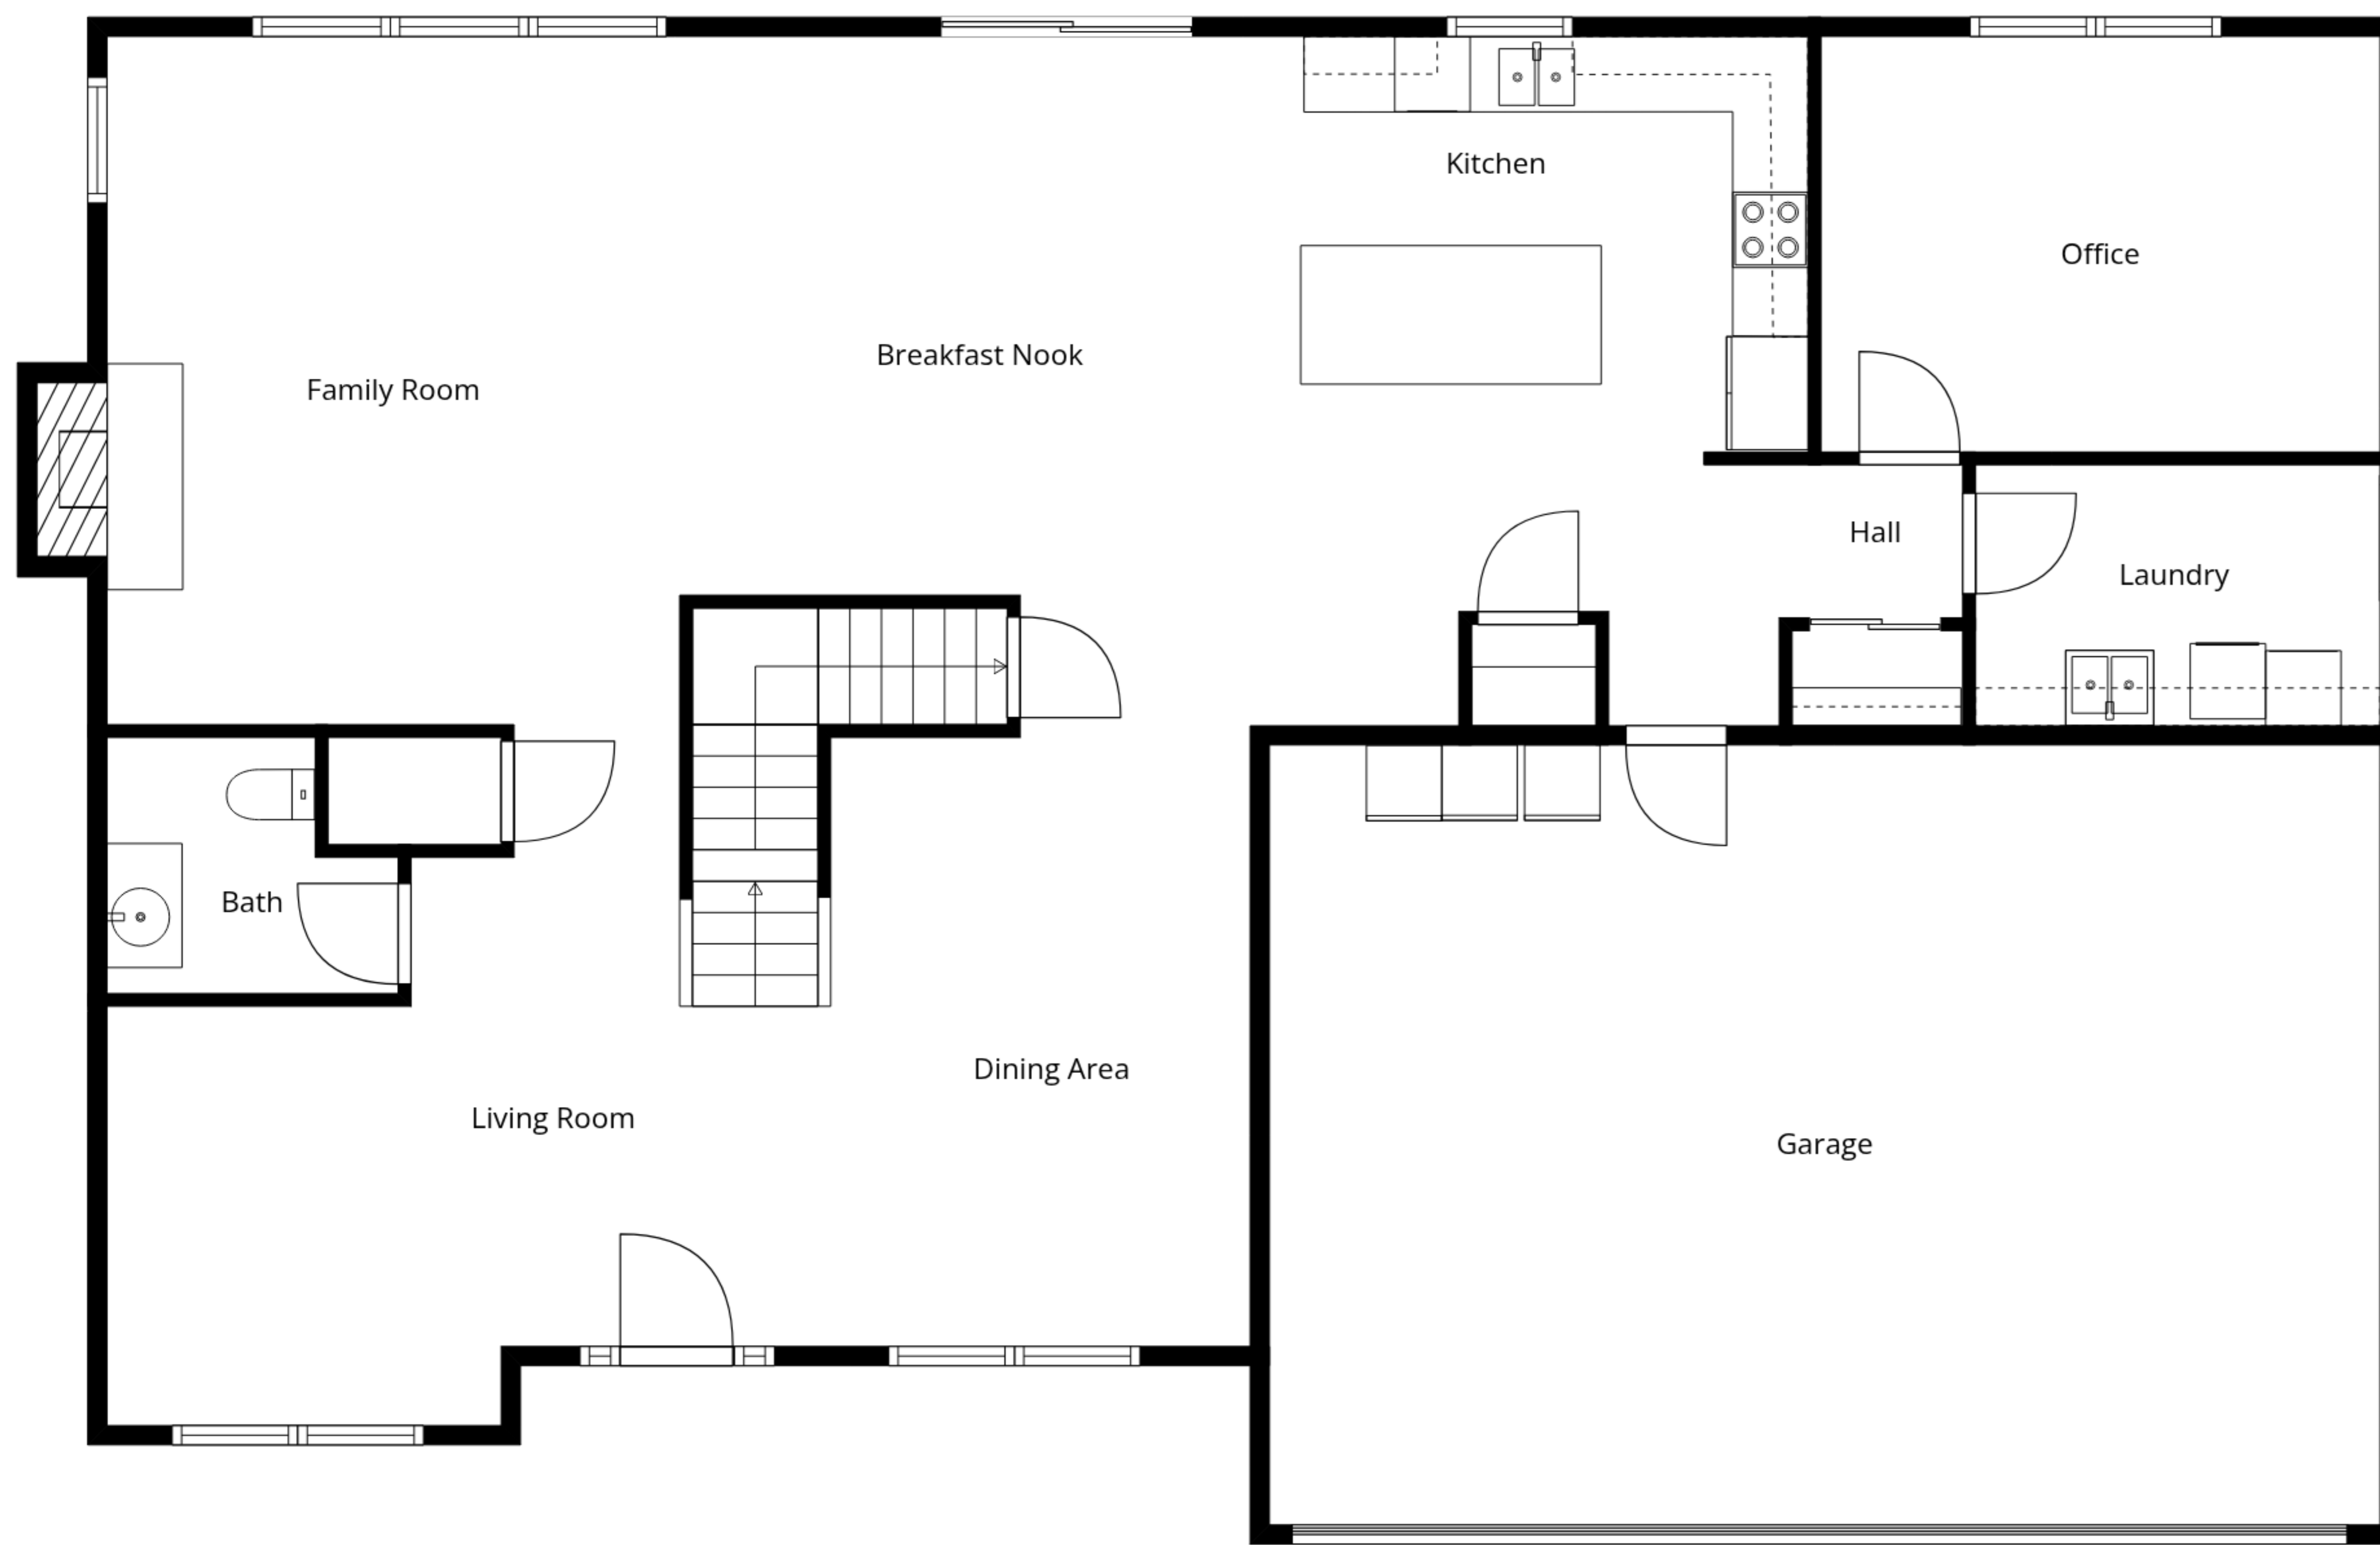 Kitchen
Office
Breakfast Nook
Family Room
Hall
Laundry
Bath
Dining Area
Living Room
Garage